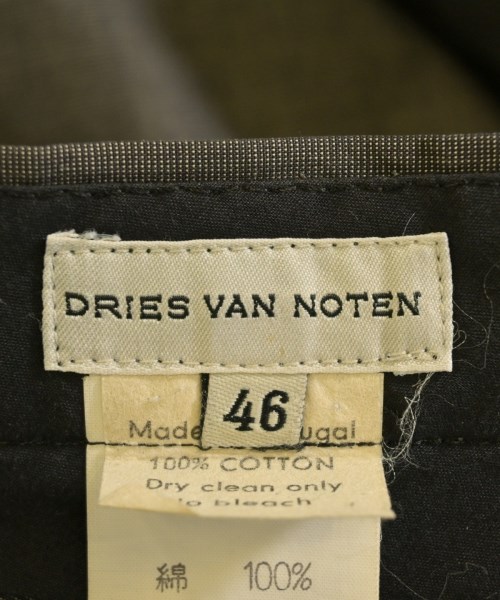 DRIES VAN NOTEN
46
Made ugal
100% COTTON
Dry clean only
bleach
綿 100%